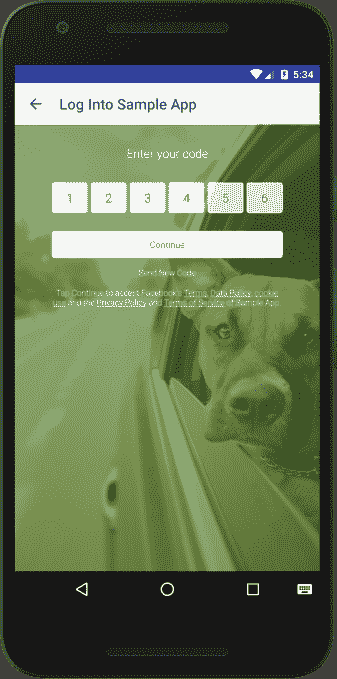 5:34
Log Into Sample App
Enter your code
1 2 3 4 5 6
Continue
Send New Code
Tap Continue to accept Facebook's Terms, Data Policy, cookie
use and the Privacy Policy and Terms of Service of Sample App